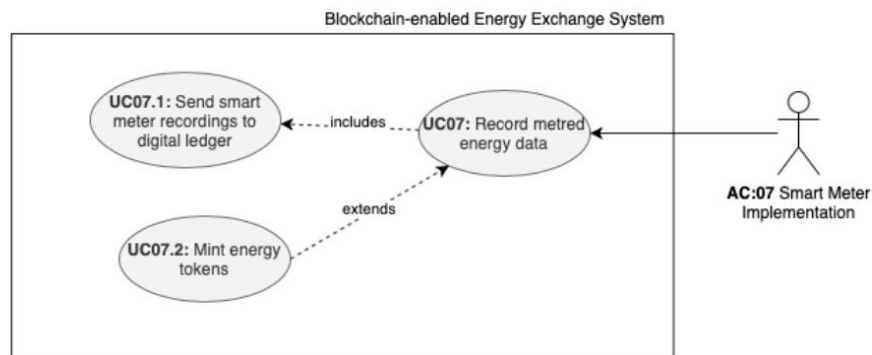 Blockchain-enabled Energy Exchange System
UC07.1: Send smart
meter recordings to
digital ledger
includes
UC07: Record metred
energy data
extends
UC07.2: Mint energy
tokens
AC:07 Smart Meter
Implementation